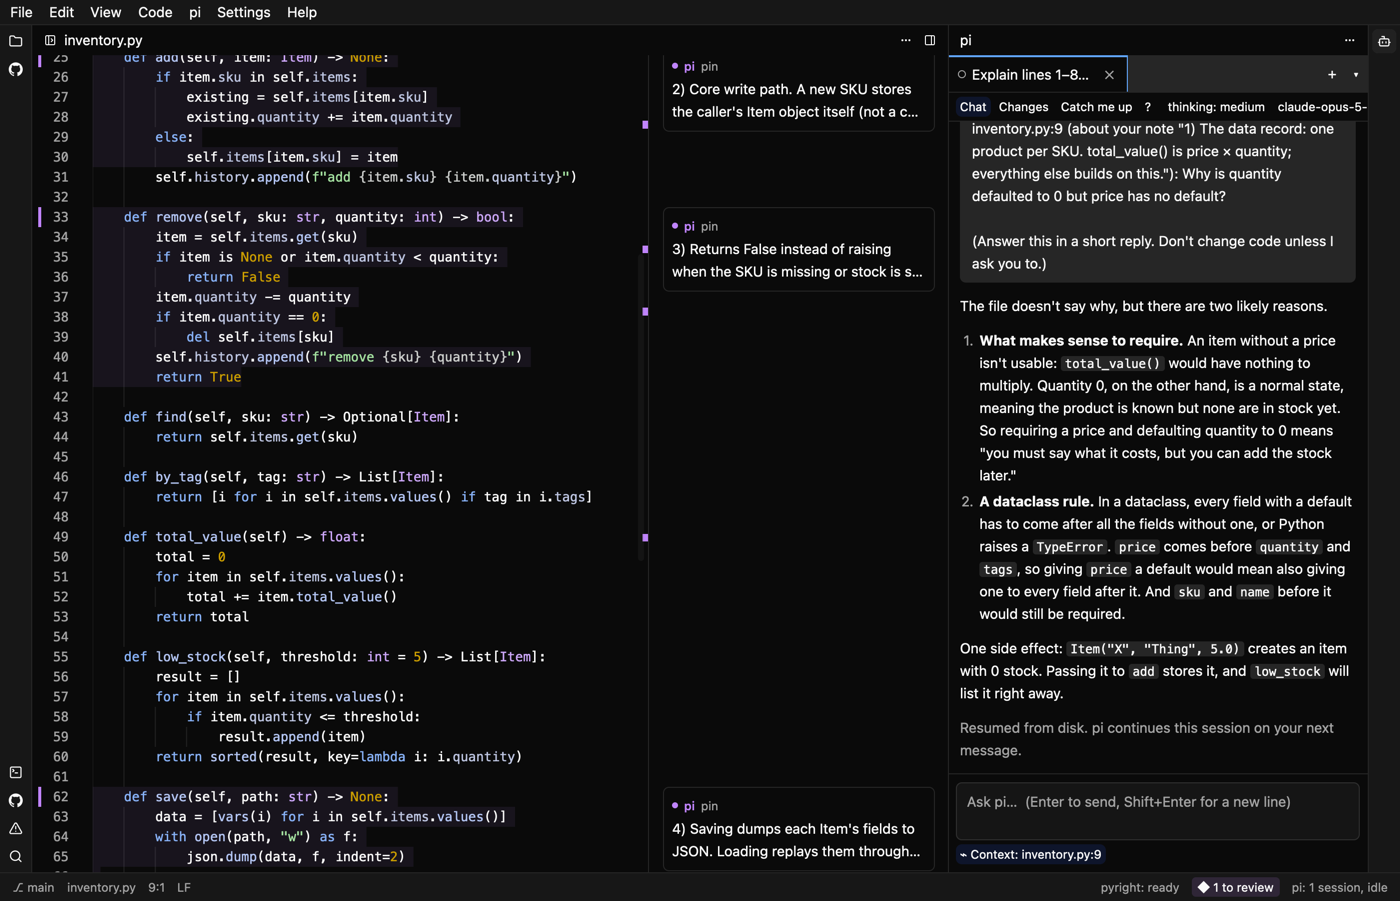 File Edit View Code pi Settings Help
inventory.py
25 def add(self, item: Item) -> None:
26 if item.sku in self.items:
27 existing = self.items[item.sku]
28 existing.quantity += item.quantity
29 else:
30 self.items[item.sku] = item
31 self.history.append(f"add {item.sku} {item.quantity}")
32
33 def remove(self, sku: str, quantity: int) -> bool:
34 item = self.items.get(sku)
35 if item is None or item.quantity < quantity:
36 return False
37 item.quantity -= quantity
38 if item.quantity == 0:
39 del self.items[sku]
40 self.history.append(f"remove {sku} {quantity}")
41 return True
42
43 def find(self, sku: str) -> Optional[Item]:
44 return self.items.get(sku)
45
46 def by_tag(self, tag: str) -> List[Item]:
47 return [i for i in self.items.values() if tag in i.tags]
48
49 def total_value(self) -> float:
50 total = 0
51 for item in self.items.values():
52 total += item.total_value()
53 return total
54
55 def low_stock(self, threshold: int = 5) -> List[Item]:
56 result = []
57 for item in self.items.values():
58 if item.quantity <= threshold:
59 result.append(item)
60 return sorted(result, key=lambda i: i.quantity)
61
62 def save(self, path: str) -> None:
63 data = [vars(i) for i in self.items.values()]
64 with open(path, "w") as f:
65 json.dump(data, f, indent=2)
pi pin
2) Core write path. A new SKU stores
the caller's Item object itself (not a c...
pi pin
3) Returns False instead of raising
when the SKU is missing or stock is s...
pi pin
4) Saving dumps each Item's fields to
JSON. Loading replays them through...
pi
Explain lines 1–8...
Chat Changes Catch me up ? thinking: medium claude-opus-5-
inventory.py:9 (about your note "1) The data record: one
product per SKU. total_value() is price × quantity;
everything else builds on this."): Why is quantity
defaulted to 0 but price has no default?
(Answer this in a short reply. Don't change code unless I
ask you to.)
The file doesn't say why, but there are two likely reasons.
1. What makes sense to require. An item without a price
isn't usable: total_value() would have nothing to
multiply. Quantity 0, on the other hand, is a normal state,
meaning the product is known but none are in stock yet.
So requiring a price and defaulting quantity to 0 means
"you must say what it costs, but you can add the stock
later."
2. A dataclass rule. In a dataclass, every field with a default
has to come after all the fields without one, or Python
raises a TypeError. price comes before quantity and
tags, so giving price a default would mean also giving
one to every field after it. And sku and name before it
would still be required.
One side effect: Item("X", "Thing", 5.0) creates an item
with 0 stock. Passing it to add stores it, and low_stock will
list it right away.
Resumed from disk. pi continues this session on your next
message.
Ask pi... (Enter to send, Shift+Enter for a new line)
Context: inventory.py:9
main inventory.py 9:1 LF
pyright: ready 1 to review pi: 1 session, idle